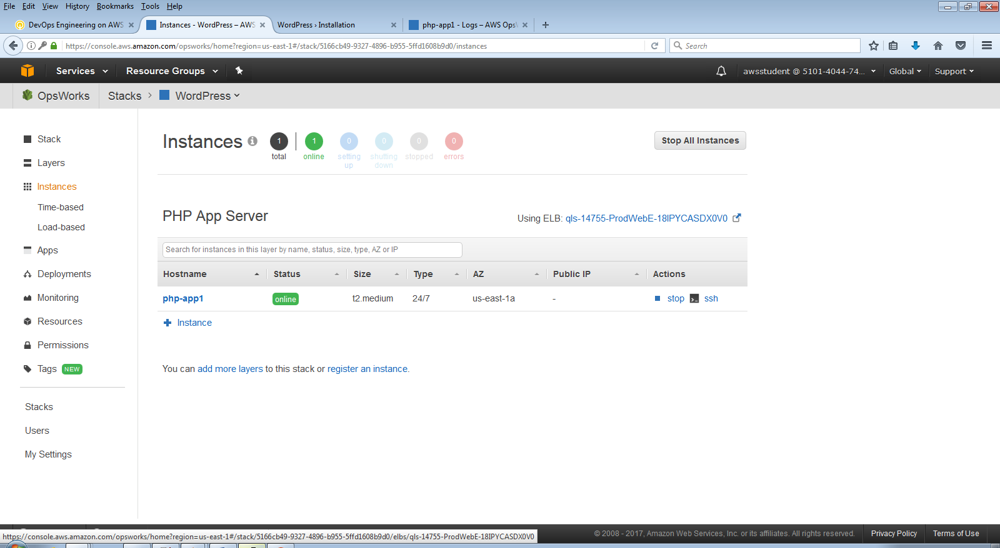 File Edit View History Bookmarks Tools Help
DevOps Engineering on AWS
Instances - WordPress – AWS
WordPress › Installation
php-app1 - Logs – AWS Ops
https://console.aws.amazon.com/opsworks/home?region=us-east-1#/stack/5166cb49-9327-4896-b955-5ffd1608b9d0/instances
Search
Services
Resource Groups
awsstudent @ 5101-4044-74...
Global
Support
OpsWorks
Stacks
WordPress
Stack
Layers
Instances
Time-based
Load-based
Apps
Deployments
Monitoring
Resources
Permissions
Tags NEW
Stacks
Users
My Settings
Instances
1 total
1 online
0 setting up
0 shutting down
0 stopped
0 errors
Stop All Instances
PHP App Server
Using ELB: qls-14755-ProdWebE-18IPYCASDX0V0
Search for instances in this layer by name, status, size, type, AZ or IP
Hostname Status Size Type AZ Public IP Actions
php-app1 online t2.medium 24/7 us-east-1a - stop ssh
Instance
You can add more layers to this stack or register an instance.
https://console.aws.amazon.com/opsworks/home?region=us-east-1#/stack/5166cb49-9327-4896-b955-5ffd1608b9d0/elbs/qls-14755-ProdWebE-18IPYCASDX0V0
© 2008 - 2017, Amazon Web Services, Inc. or its affiliates. All rights reserved.
Privacy Policy
Terms of Use